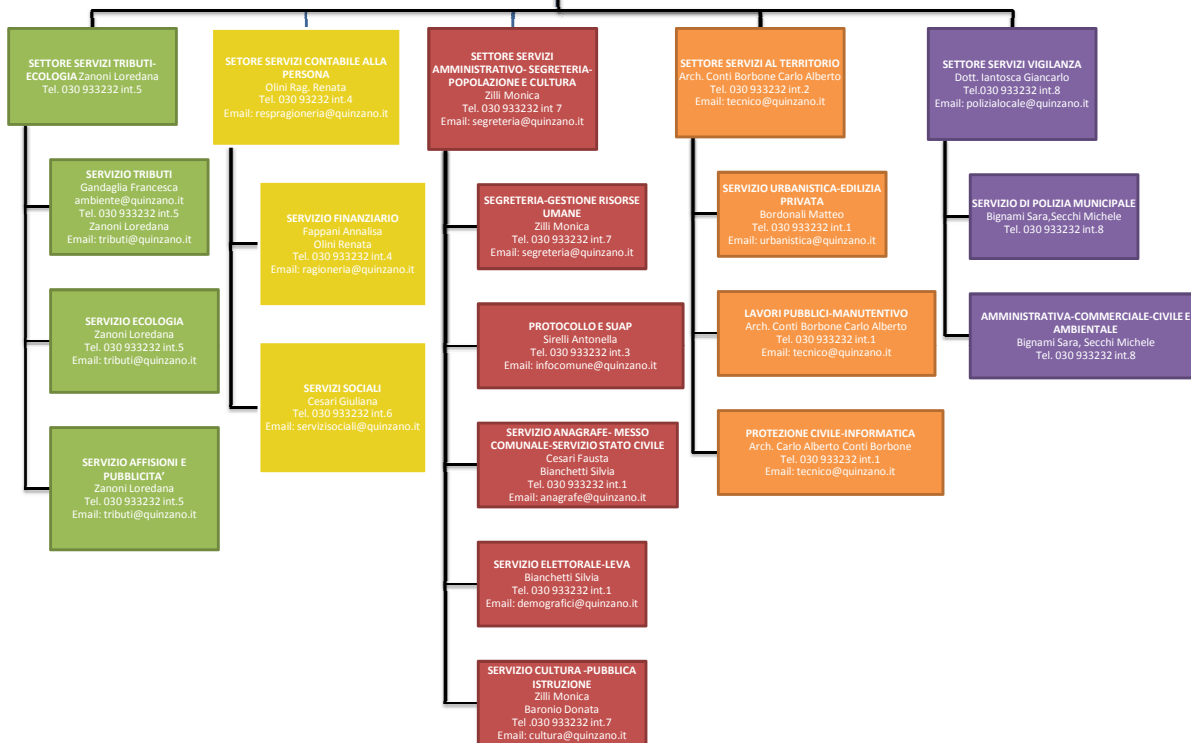 SETTORE SERVIZI TRIBUTI-
ECOLOGIA Zanoni Loredana
Tel. 030 933232 int.5
SERVIZIO TRIBUTI
Gandaglia Francesca
ambiente@quinzano.it
Tel. 030 933232 int.5
Zanoni Loredana
Email: tributi@quinzano.it
SERVIZIO ECOLOGIA
Zanoni Loredana
Tel. 030 933232 int.5
Email: tributi@quinzano.it
SERVIZIO AFFISIONI E
PUBBLICITA’
Zanoni Loredana
Tel. 030 933232 int.5
Email: tributi@quinzano.it
SETORE SERVIZI CONTABILE ALLA
PERSONA
Olini Rag. Renata
Tel. 030 93232 int.4
Email: respragioneria@quinzano.it
SERVIZIO FINANZIARIO
Fappani Annalisa
Olini Renata
Tel. 030 933232 int.4
Email: ragioneria@quinzano.it
SERVIZI SOCIALI
Cesari Giuliana
Tel. 030 933232 int.6
Email: servizisociali@quinzano.it
SETTORE SERVIZI
AMMINISTRATIVO- SEGRETERIA-
POPOLAZIONE E CULTURA
Zilli Monica
Tel. 030 933232 int 7
Email: segreteria@quinzano.it
SEGRETERIA-GESTIONE RISORSE
UMANE
Zilli Monica
Tel. 030 933232 int.7
Email: segreteria@quinzano.it
PROTOCOLLO E SUAP
Sirelli Antonella
Tel. 030 933232 int.3
Email: infocomune@quinzano.it
SERVIZIO ANAGRAFE- MESSO
COMUNALE-SERVIZIO STATO CIVILE
Cesari Fausta
Bianchetti Silvia
Tel. 030 933232 int.1
Email: anagrafe@quinzano.it
SERVIZIO ELETTORALE-LEVA
Bianchetti Silvia
Tel. 030 933232 int.1
Email: demografici@quinzano.it
SERVIZIO CULTURA -PUBBLICA
ISTRUZIONE
Zilli Monica
Baronio Donata
Tel .030 933232 int.7
Email: cultura@quinzano.it
SETTORE SERVIZI AL TERRITORIO
Arch. Conti Borbone Carlo Alberto
Tel. 030 933232 int.2
Email: tecnico@quinzano.it
SERVIZIO URBANISTICA-EDILIZIA
PRIVATA
Bordonali Matteo
Tel. 030 933232 int.1
Email: urbanistica@quinzano.it
LAVORI PUBBLICI-MANUTENTIVO
Arch. Conti Borbone Carlo Alberto
Tel. 030 933232 int.1
Email: tecnico@quinzano.it
PROTEZIONE CIVILE-INFORMATICA
Arch. Carlo Alberto Conti Borbone
Tel. 030 933232 int.1
Email: tecnico@quinzano.it
SETTORE SERVIZI VIGILANZA
Dott. Iantosca Giancarlo
Tel.030 933232 int.8
Email: polizialocale@quinzano.it
SERVIZIO DI POLIZIA MUNICIPALE
Bignami Sara,Secchi Michele
Tel. 030 933232 int.8
AMMINISTRATIVA-COMMERCIALE-CIVILE E
AMBIENTALE
Bignami Sara, Secchi Michele
Tel. 030 933232 int.8